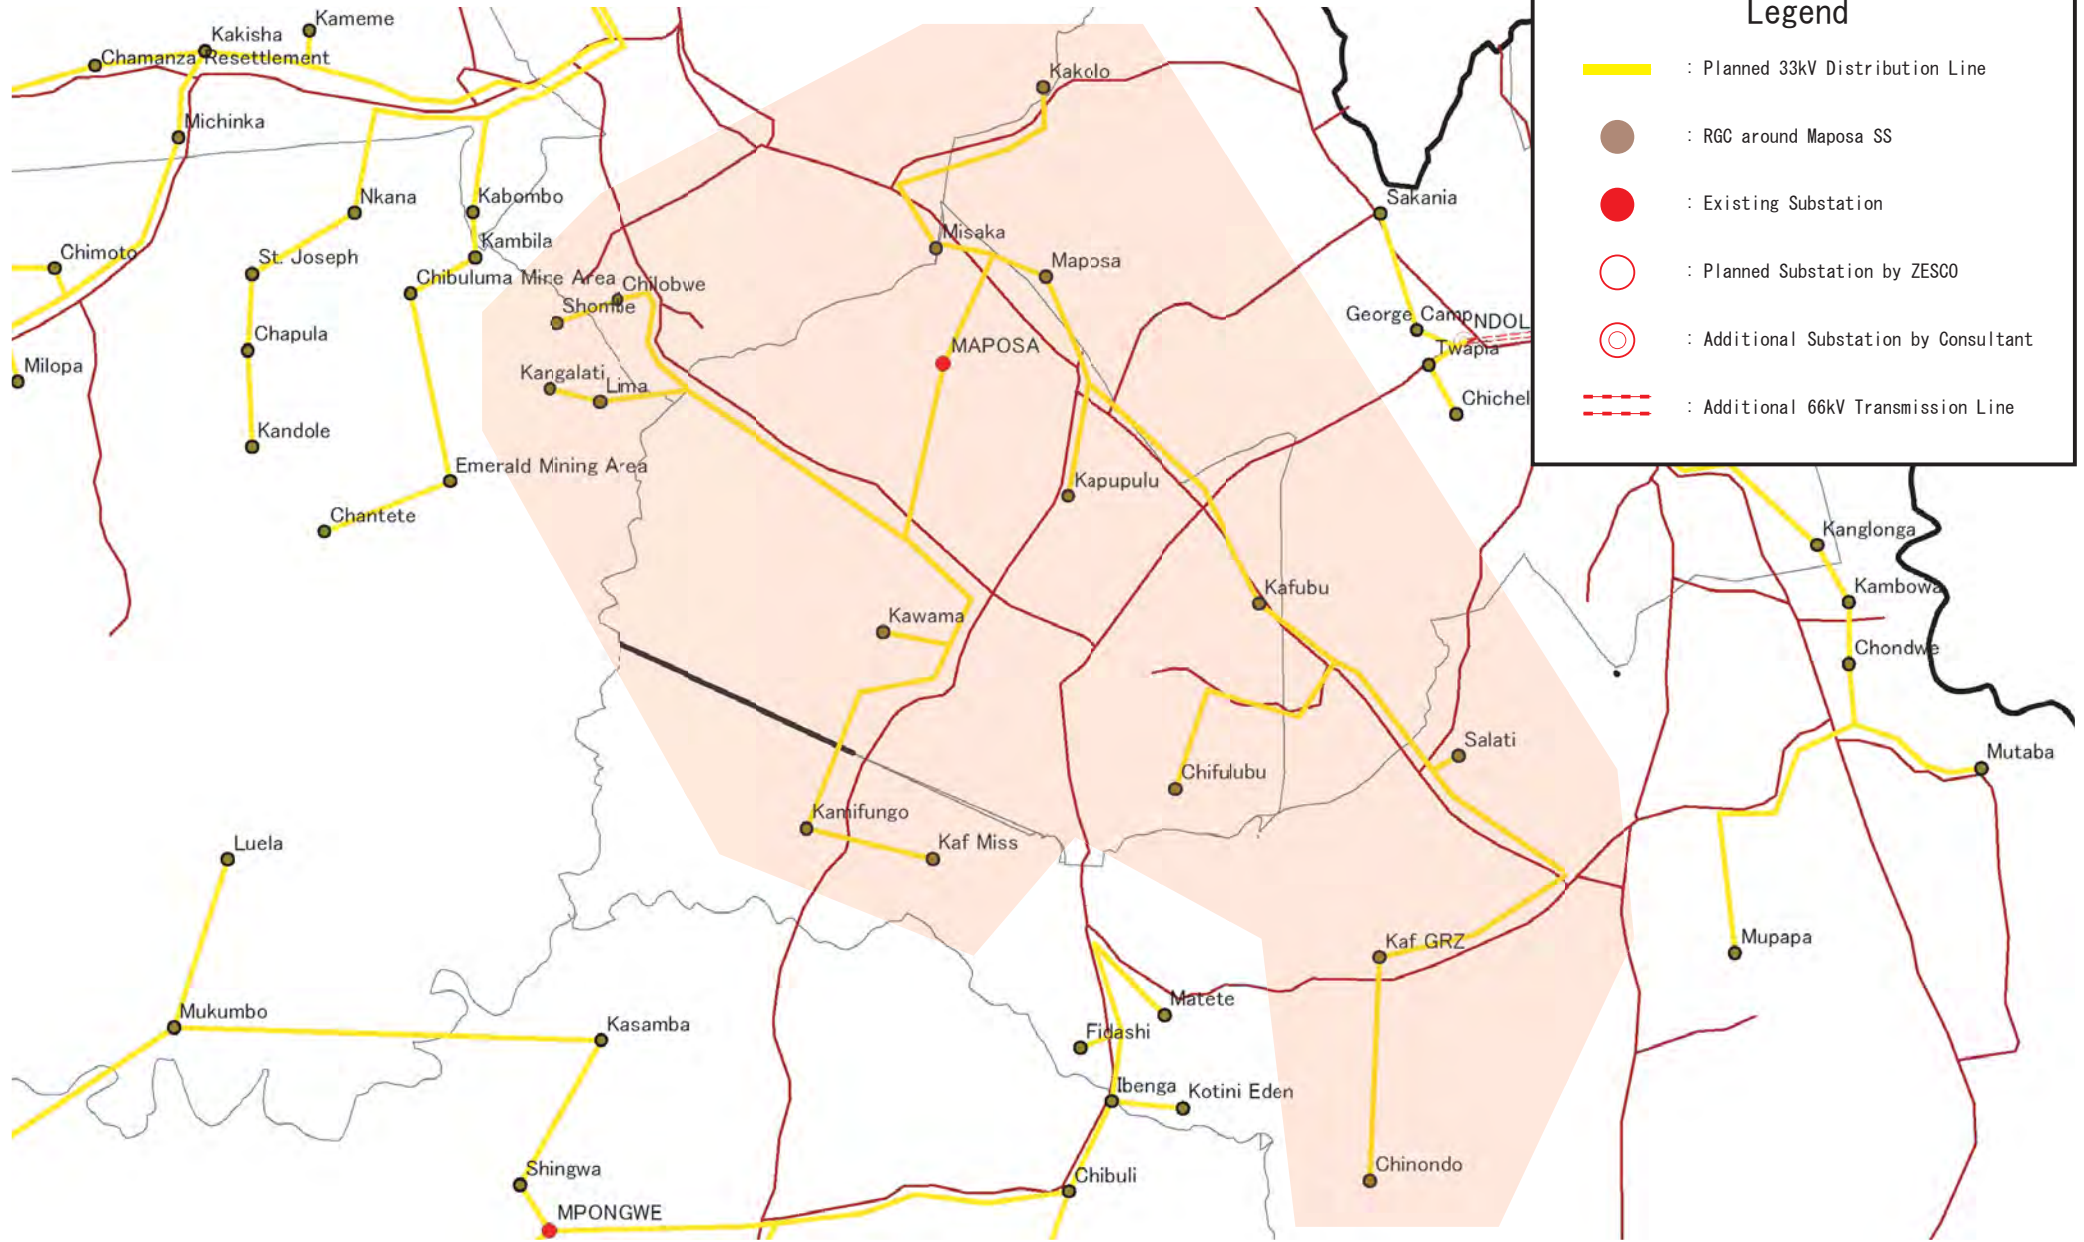 Legend
: Planned 33kV Distribution Line
: RGC around Maposa SS
: Existing Substation
: Planned Substation by ZESCO
: Additional Substation by Consultant
: Additional 66kV Transmission Line
Kameme
Kakisha
Chamanza Resettlement
Kakolo
Michinka
Nkana
Kabombo
Sakania
Misaka
Kambila
Chimoto
St. Joseph
Maposa
Chibuluma Mine Area
Chilobwe
Shombe
George Camp
NDOL
Chapula
MAPOSA
Twapia
Milopa
Kangalati
Lima
Chichel
Kandole
Emerald Mining Area
Kapupulu
Chantete
Kanglonga
Kafubu
Kambowa
Kawama
Chondwe
Salati
Mutaba
Chifulubu
Kamifungo
Luela
Kaf Miss
Kaf GRZ
Mupapa
Matete
Mukumbo
Kasamba
Fidashi
Ibenga
Kotini Eden
Shingwa
Chibuli
Chinondo
MPONGWE